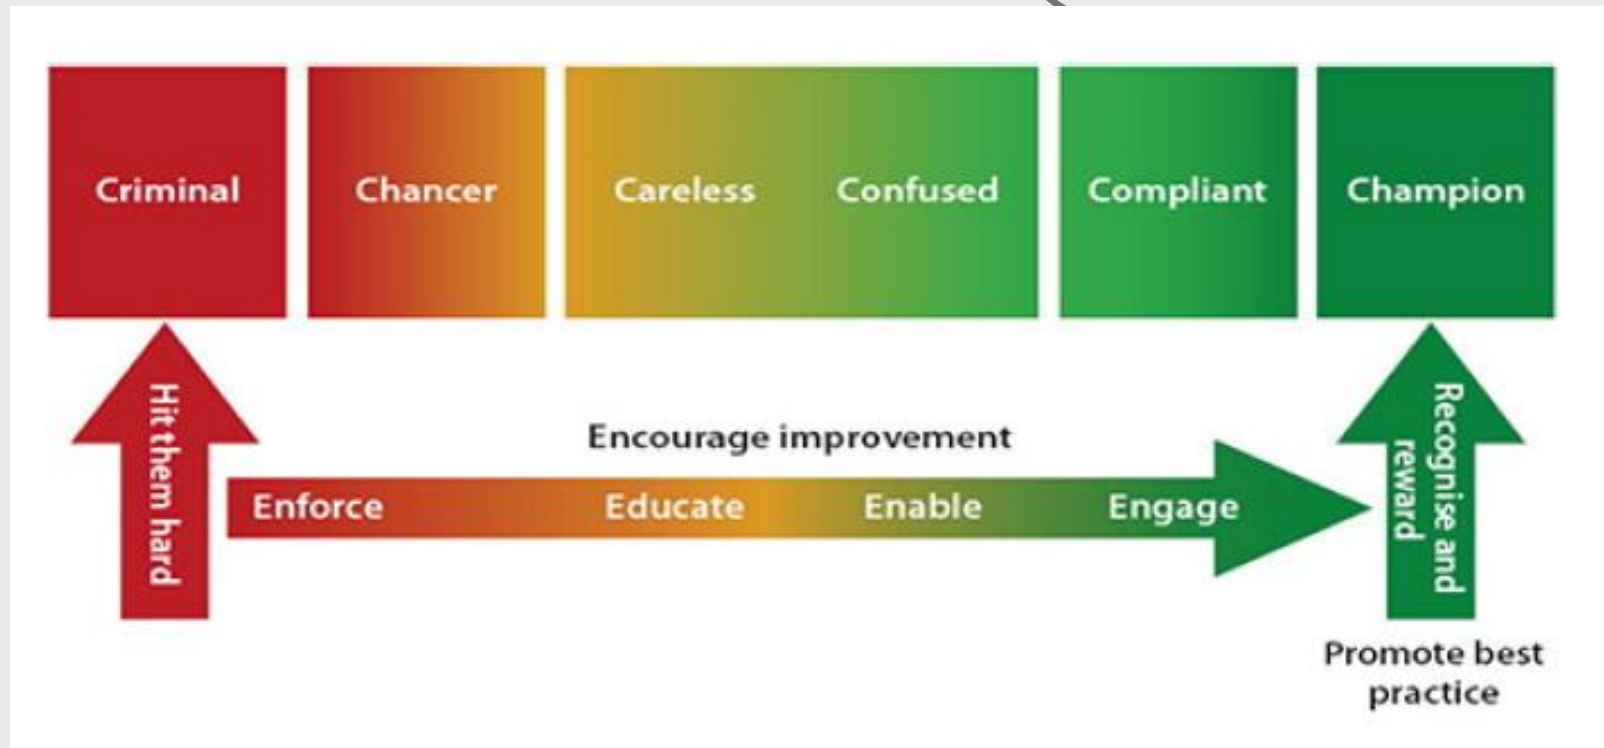 Criminal
Chancer
Careless
Confused
Compliant
Champion
Hit them hard
Encourage improvement
Enforce
Educate
Enable
Engage
Recognise and
reward
Promote best
practice